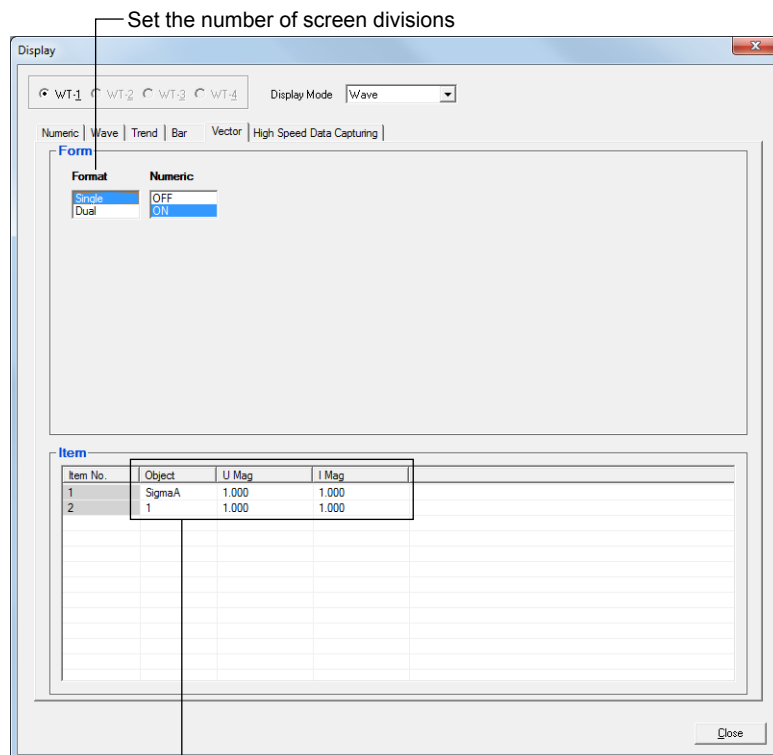 Set the number of screen divisions
Display
WT-1 WT-2 WT-3 WT-4 Display Mode Wave
Numeric Wave Trend Bar Vector High Speed Data Capturing
Form
Format Numeric
Single OFF
Dual ON
Item
Item No. Object U Mag I Mag
1 SigmaA 1.000 1.000
2 1 1.000 1.000
Close